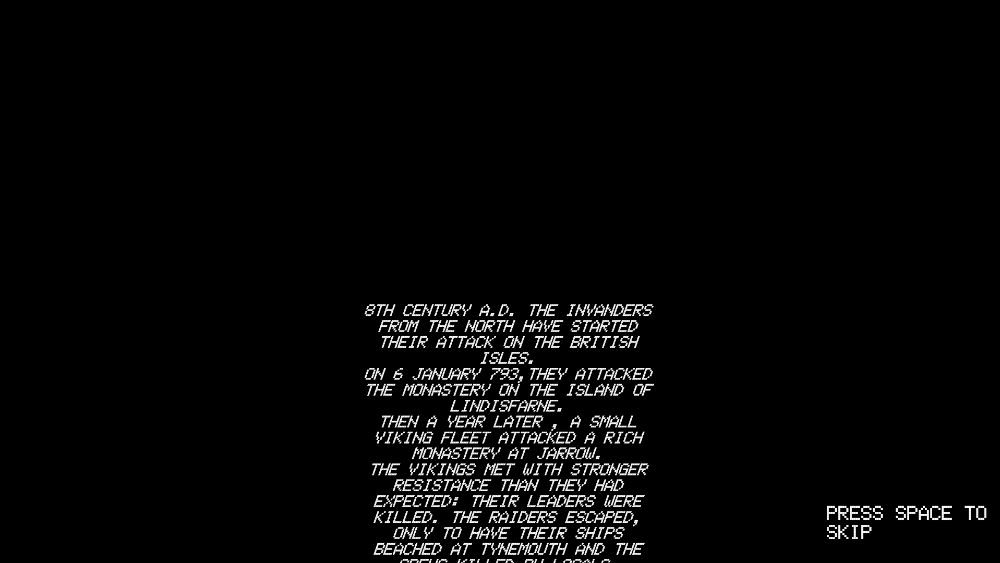 8TH CENTURY A.D. THE INVANDERS
FROM THE NORTH HAVE STARTED
THEIR ATTACK ON THE BRITISH
ISLES.
ON 6 JANUARY 793,THEY ATTACKED
THE MONASTERY ON THE ISLAND OF
LINDISFARNE.
THEN A YEAR LATER , A SMALL
VIKING FLEET ATTACKED A RICH
MONASTERY AT JARROW.
THE VIKINGS MET WITH STRONGER
RESISTANCE THAN THEY HAD
EXPECTED: THEIR LEADERS WERE
KILLED. THE RAIDERS ESCAPED,
ONLY TO HAVE THEIR SHIPS
BEACHED AT TYNEMOUTH AND THE
PRESS SPACE TO
SKIP